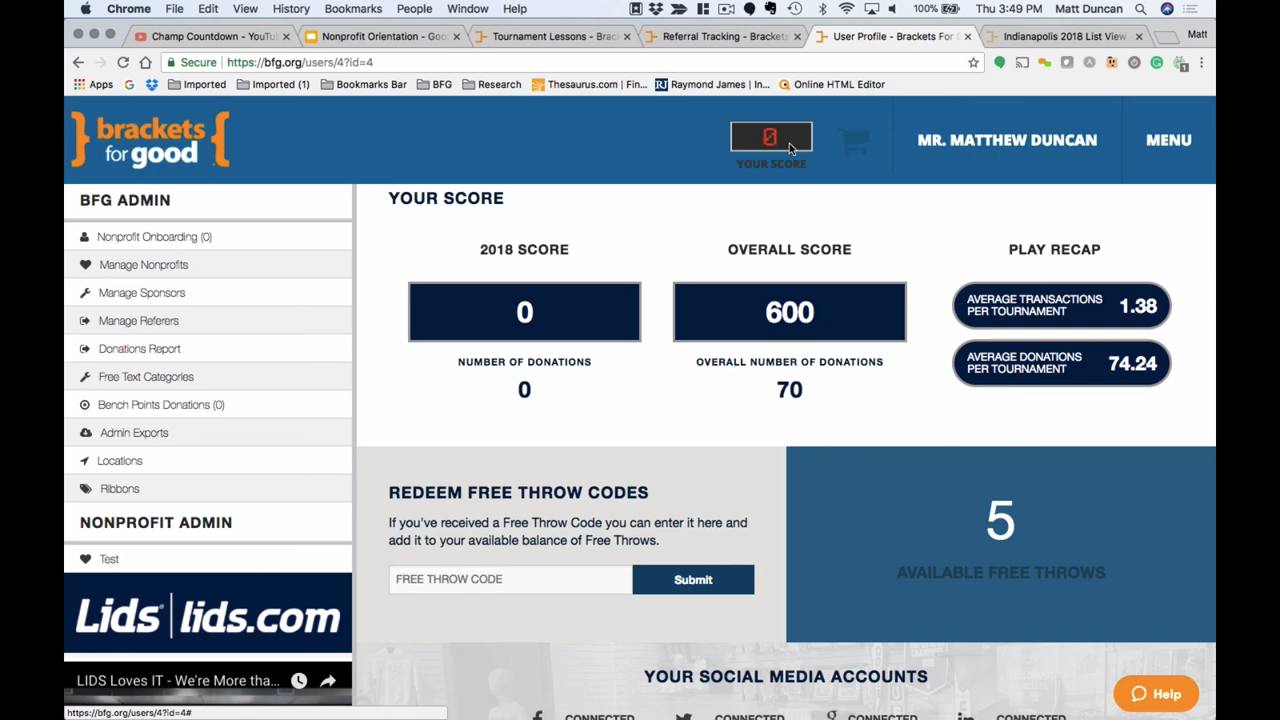 Chrome File Edit View History Bookmarks People Window Help 100% Thu 3:49 PM Matt Duncan
Champ Countdown - YouTu Nonprofit Orientation - Goo Tournament Lessons - Brac Referral Tracking - Brackets User Profile - Brackets For G Indianapolis 2018 List View Matt
Secure https://bfg.org/users/4?id=4
Apps Imported Imported (1) Bookmarks Bar BFG Research Thesaurus.com | Fin... Raymond James | In... Online HTML Editor
brackets
for good
0
YOUR SCORE
MR. MATTHEW DUNCAN
MENU
BFG ADMIN
Nonprofit Onboarding (0)
Manage Nonprofits
Manage Sponsors
Manage Referers
Donations Report
Free Text Categories
Bench Points Donations (0)
Admin Exports
Locations
Ribbons
NONPROFIT ADMIN
Test
Lids | lids.com
LIDS Loves IT - We're More tha...
YOUR SCORE
2018 SCORE
0
NUMBER OF DONATIONS
0
OVERALL SCORE
600
OVERALL NUMBER OF DONATIONS
70
PLAY RECAP
AVERAGE TRANSACTIONS
PER TOURNAMENT
1.38
AVERAGE DONATIONS
PER TOURNAMENT
74.24
REDEEM FREE THROW CODES
If you've received a Free Throw Code you can enter it here and
add it to your available balance of Free Throws.
FREE THROW CODE
Submit
5
AVAILABLE FREE THROWS
YOUR SOCIAL MEDIA ACCOUNTS
CONNECTED CONNECTED CONNECTED CONNECTED
Help
https://bfg.org/users/4?id=4#